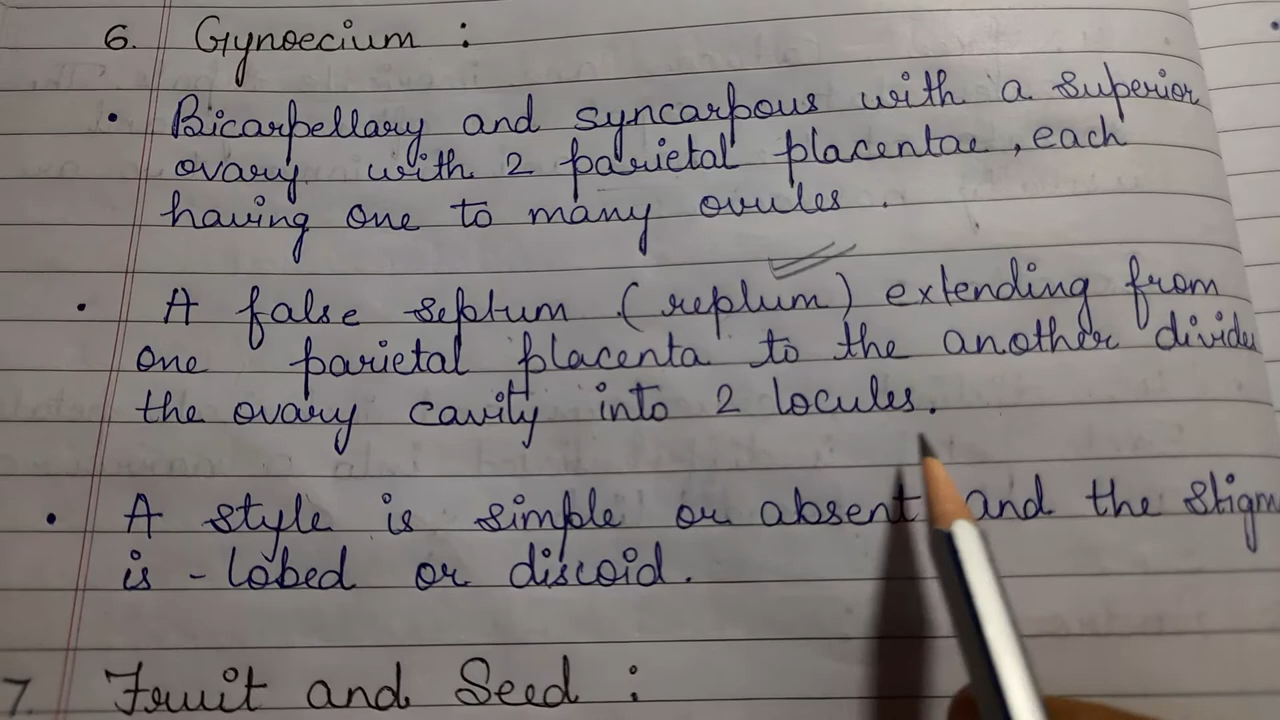 6. Gynoecium :
• Bicarpellary and syncarpous with a superior
ovary with 2 parietal placentae, each
having one to many ovules.
• A false septum (replum) extending from
one parietal placenta to the another divide
the ovary cavity into 2 locules.
• A style is simple or absent and the stigm
is - lobed or discoid.
7. Fruit and Seed :